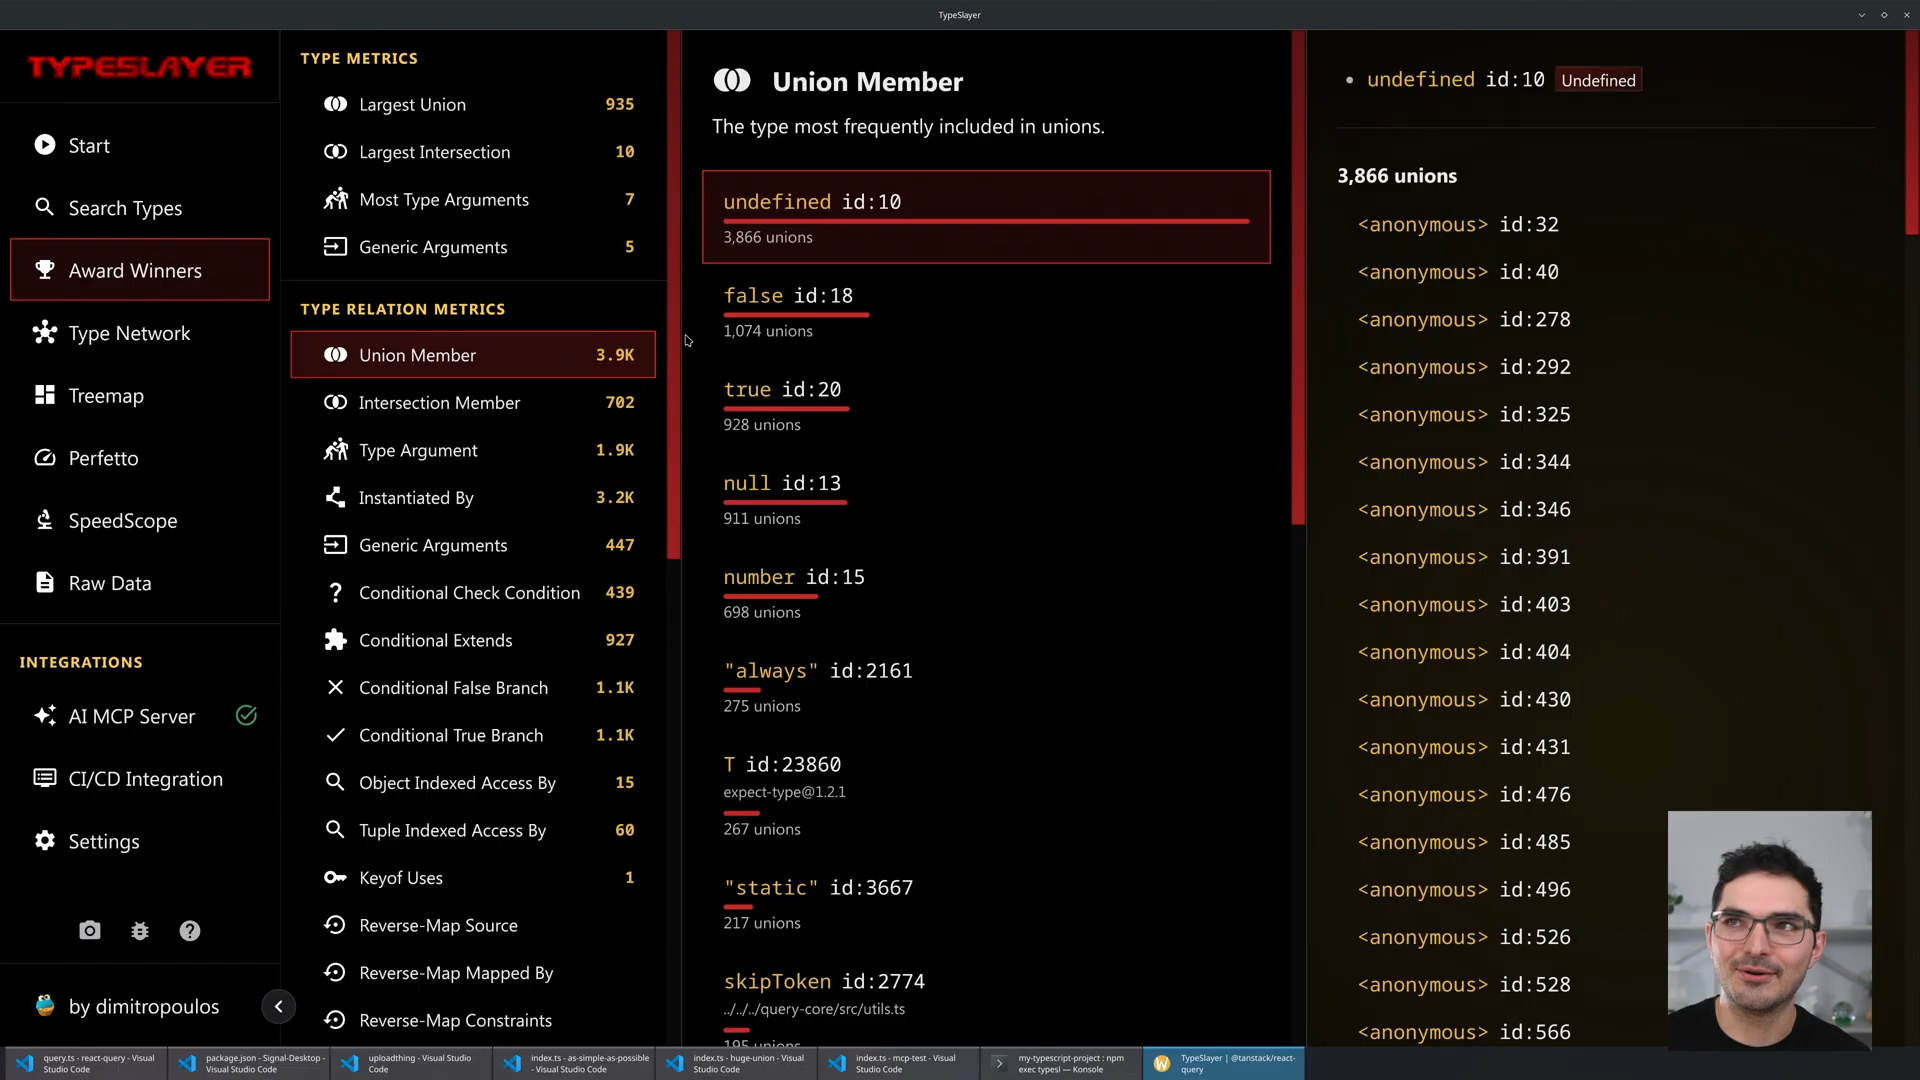 TypeSlayer
TYPESLAYER
Start
Search Types
Award Winners
Type Network
Treemap
Perfetto
SpeedScope
Raw Data
INTEGRATIONS
AI MCP Server
CI/CD Integration
Settings
by dimitropoulos
TYPE METRICS
Largest Union 935
Largest Intersection 10
Most Type Arguments 7
Generic Arguments 5
TYPE RELATION METRICS
Union Member 3.9K
Intersection Member 702
Type Argument 1.9K
Instantiated By 3.2K
Generic Arguments 447
Conditional Check Condition 439
Conditional Extends 927
Conditional False Branch 1.1K
Conditional True Branch 1.1K
Object Indexed Access By 15
Tuple Indexed Access By 60
Keyof Uses 1
Reverse-Map Source
Reverse-Map Mapped By
Reverse-Map Constraints
Union Member
The type most frequently included in unions.
undefined id:10
3,866 unions
false id:18
1,074 unions
true id:20
928 unions
null id:13
911 unions
number id:15
698 unions
"always" id:2161
275 unions
T id:23860
expect-type@1.2.1
267 unions
"static" id:3667
217 unions
skipToken id:2774
../../../query-core/src/utils.ts
195 unions
undefined id:10 Undefined
3,866 unions
<anonymous> id:32
<anonymous> id:40
<anonymous> id:278
<anonymous> id:292
<anonymous> id:325
<anonymous> id:344
<anonymous> id:346
<anonymous> id:391
<anonymous> id:403
<anonymous> id:404
<anonymous> id:430
<anonymous> id:431
<anonymous> id:476
<anonymous> id:485
<anonymous> id:496
<anonymous> id:526
<anonymous> id:528
<anonymous> id:566
query.ts - react-query - Visual
Studio Code
package.json - Signal-Desktop -
Visual Studio Code
uploadthing - Visual Studio
Code
index.ts - as-simple-as-possible
- Visual Studio Code
index.ts - huge-union - Visual
Studio Code
index.ts - mcp-test - Visual
Studio Code
my-typescript-project : npm
exec typesl — Konsole
TypeSlayer | @tanstack/react-
query